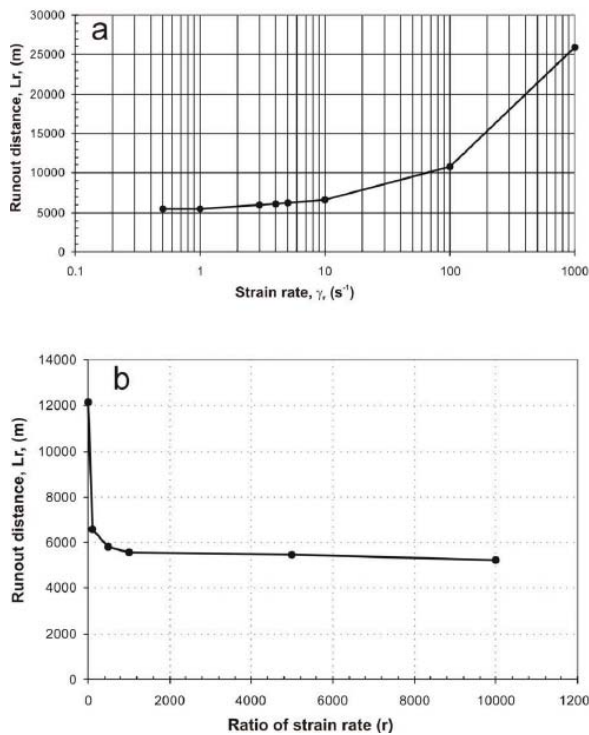 a
30000
25000
20000
15000
10000
5000
0
Runout distance, Lr, (m)
0.1 1 10 100 1000
Strain rate, γr (s⁻¹)
b
14000
12000
10000
8000
6000
4000
2000
0
Runout distance, Lr, (m)
0 2000 4000 6000 8000 10000 1200
Ratio of strain rate (r)